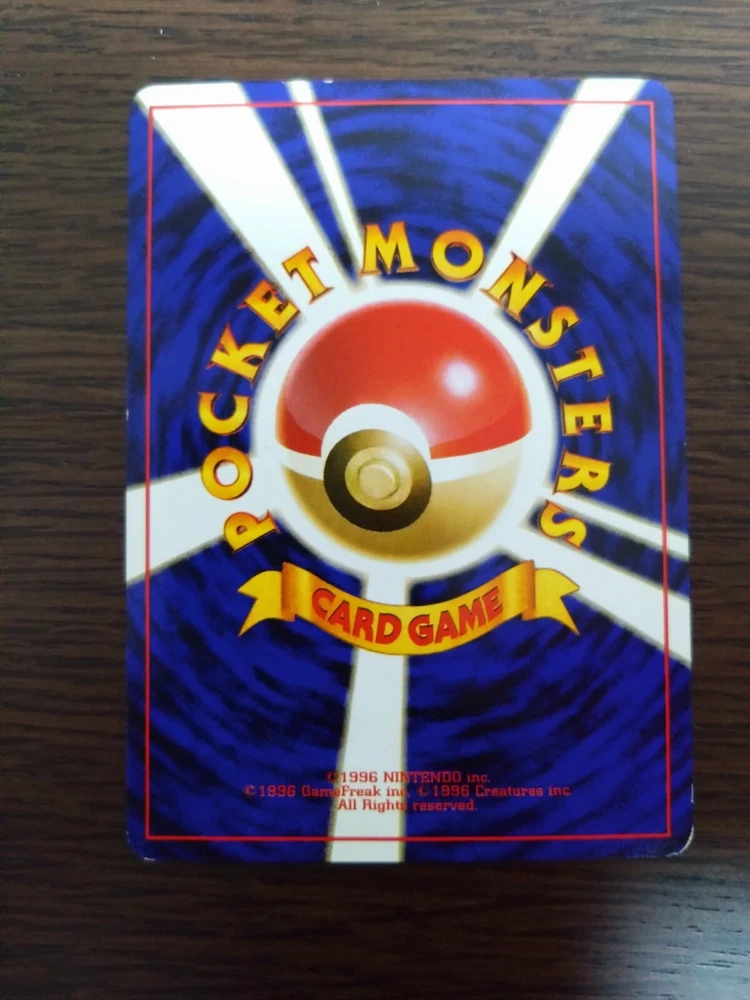 POCKET MONSTERS
CARD GAME
©1996 NINTENDO inc.
©1996 GameFreak inc. ©1996 Creatures inc.
All Rights reserved.